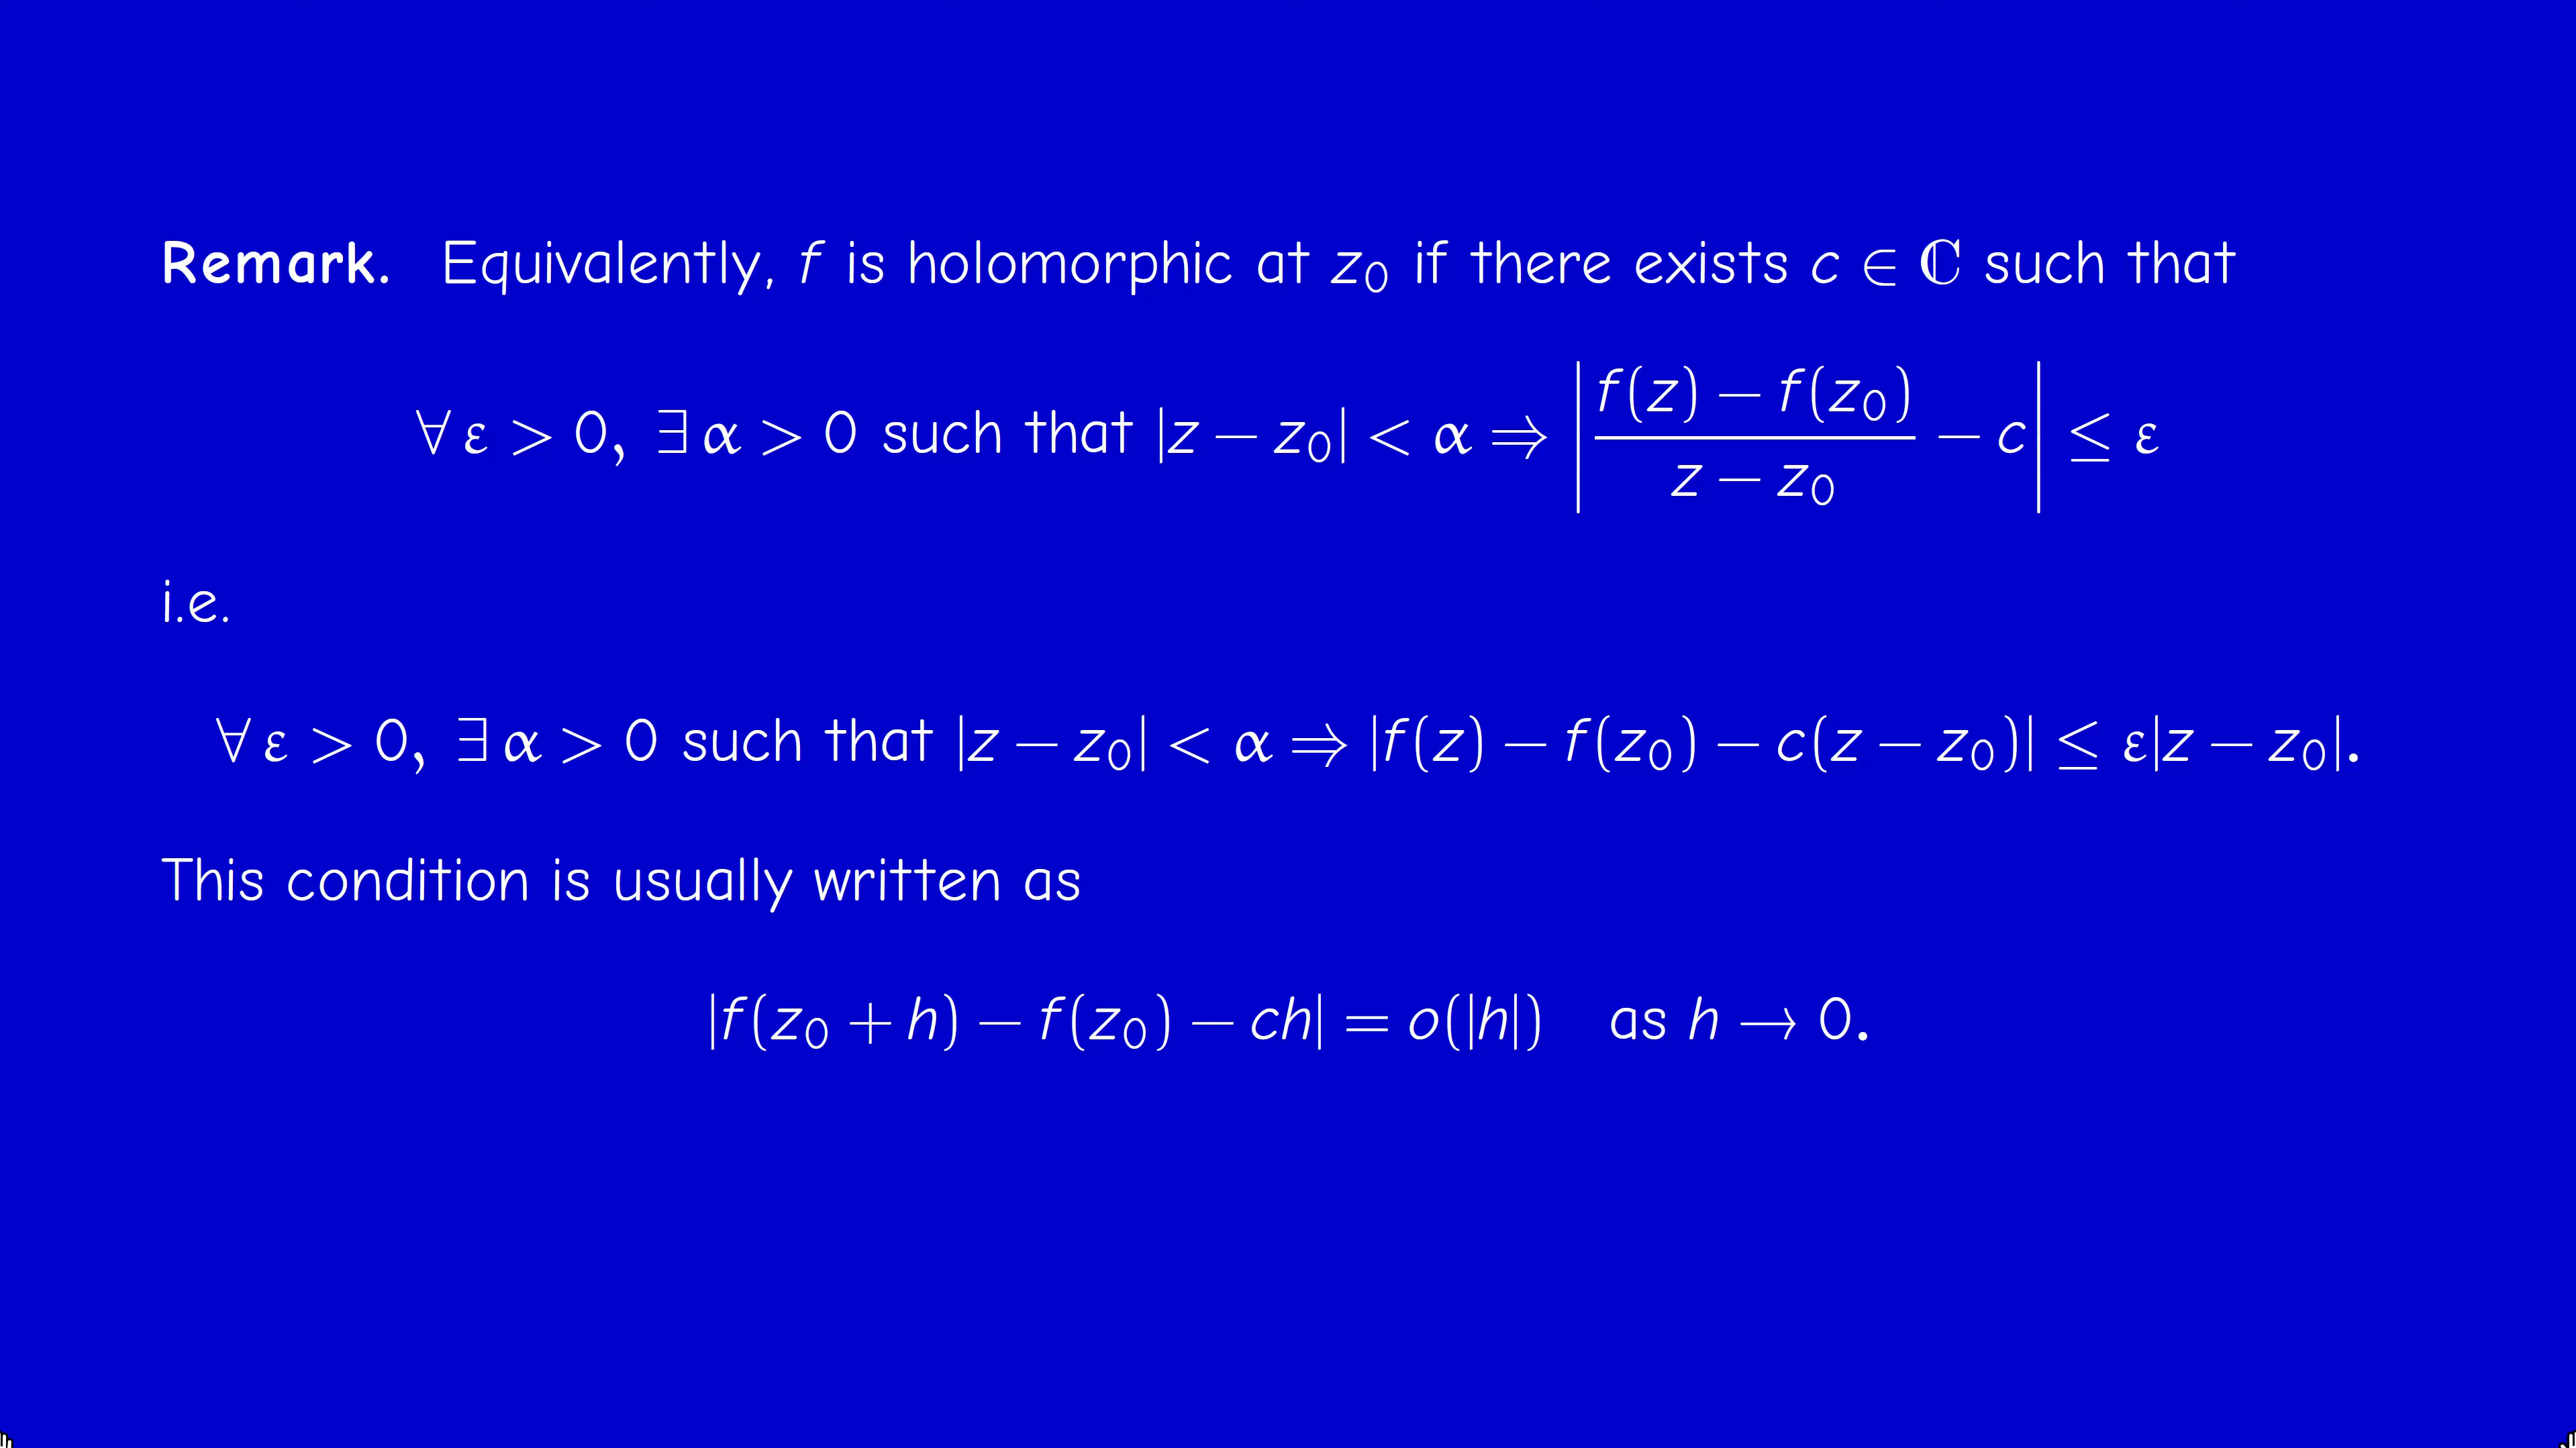 Remark. Equivalently, f is holomorphic at z₀ if there exists c ∈ ℂ such that
∀ ε > 0, ∃ α > 0 such that |z − z₀| < α ⇒ |(f(z) − f(z₀))/(z − z₀) − c| ≤ ε
i.e.
∀ ε > 0, ∃ α > 0 such that |z − z₀| < α ⇒ |f(z) − f(z₀) − c(z − z₀)| ≤ ε|z − z₀|.
This condition is usually written as
|f(z₀ + h) − f(z₀) − ch| = o(|h|) as h → 0.